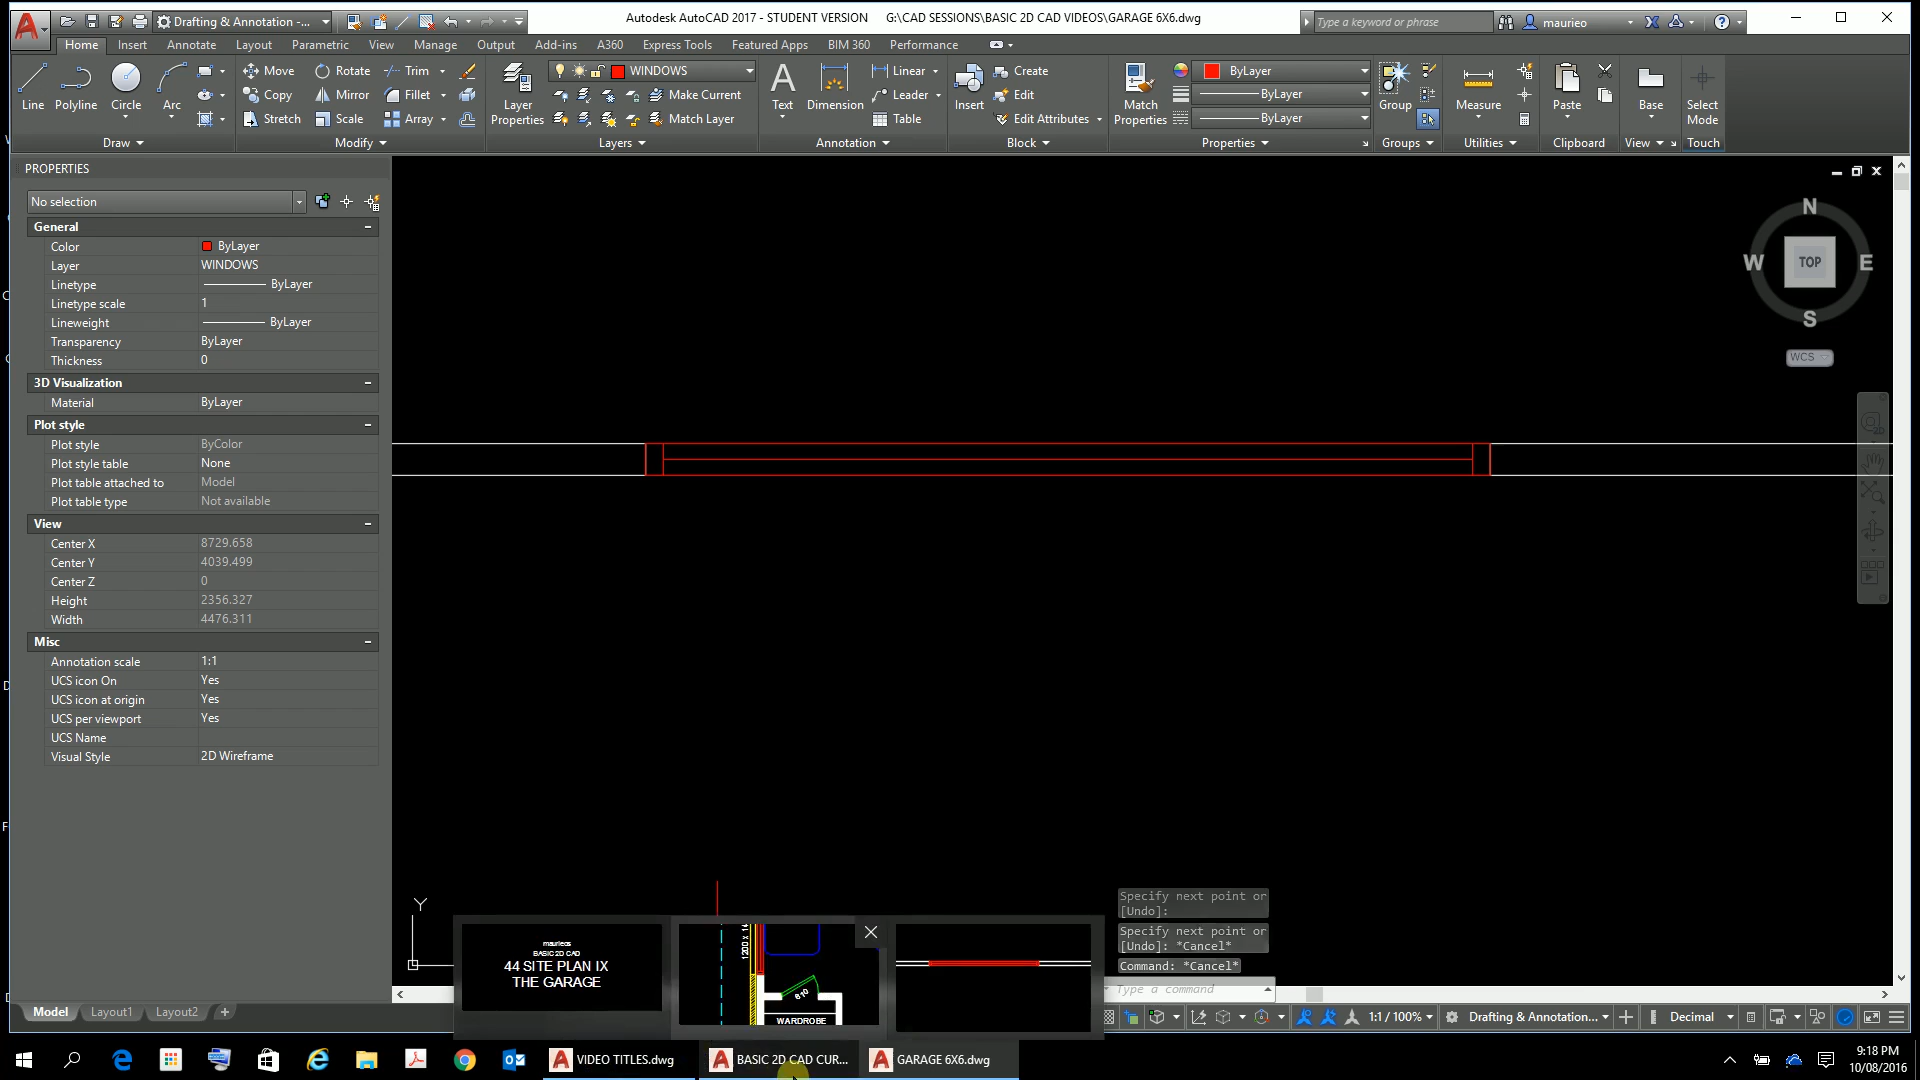 Drafting & Annotation -...
Autodesk AutoCAD 2017 - STUDENT VERSION G:\CAD SESSIONS\BASIC 2D CAD VIDEOS\GARAGE 6X6.dwg
Type a keyword or phrase
maurieo
Home Insert Annotate Layout Parametric View Manage Output Add-ins A360 Express Tools Featured Apps BIM 360 Performance
Line Polyline Circle Arc
Move Rotate Trim
Copy Mirror Fillet
Stretch Scale Array
Layer Properties
WINDOWS
Make Current
Match Layer
Text Dimension
Linear
Leader
Table
Insert
Create
Edit
Edit Attributes
Match Properties
ByLayer
ByLayer
ByLayer
Group Measure Paste Base Select Mode
Draw Modify Layers Annotation Block Properties Groups Utilities Clipboard View Touch
PROPERTIES
No selection
General
Color ByLayer
Layer WINDOWS
Linetype ByLayer
Linetype scale 1
Lineweight ByLayer
Transparency ByLayer
Thickness 0
3D Visualization
Material ByLayer
Plot style
Plot style ByColor
Plot style table None
Plot table attached to Model
Plot table type Not available
View
Center X 8729.658
Center Y 4039.499
Center Z 0
Height 2356.327
Width 4476.311
Misc
Annotation scale 1:1
UCS icon On Yes
UCS icon at origin Yes
UCS per viewport Yes
UCS Name
Visual Style 2D Wireframe
N
W TOP E
S
WCS
Y
Specify next point or
[Undo]:
Specify next point or
[Undo]: *Cancel*
Command: *Cancel*
Type a command
maurieos
BASIC 2D CAD
44 SITE PLAN IX
THE GARAGE
1200 x 14
810
WARDROBE
Model Layout1 Layout2 +
1:1 / 100% Drafting & Annotation... Decimal
VIDEO TITLES.dwg
BASIC 2D CAD CUR...
GARAGE 6X6.dwg
9:18 PM
10/08/2016